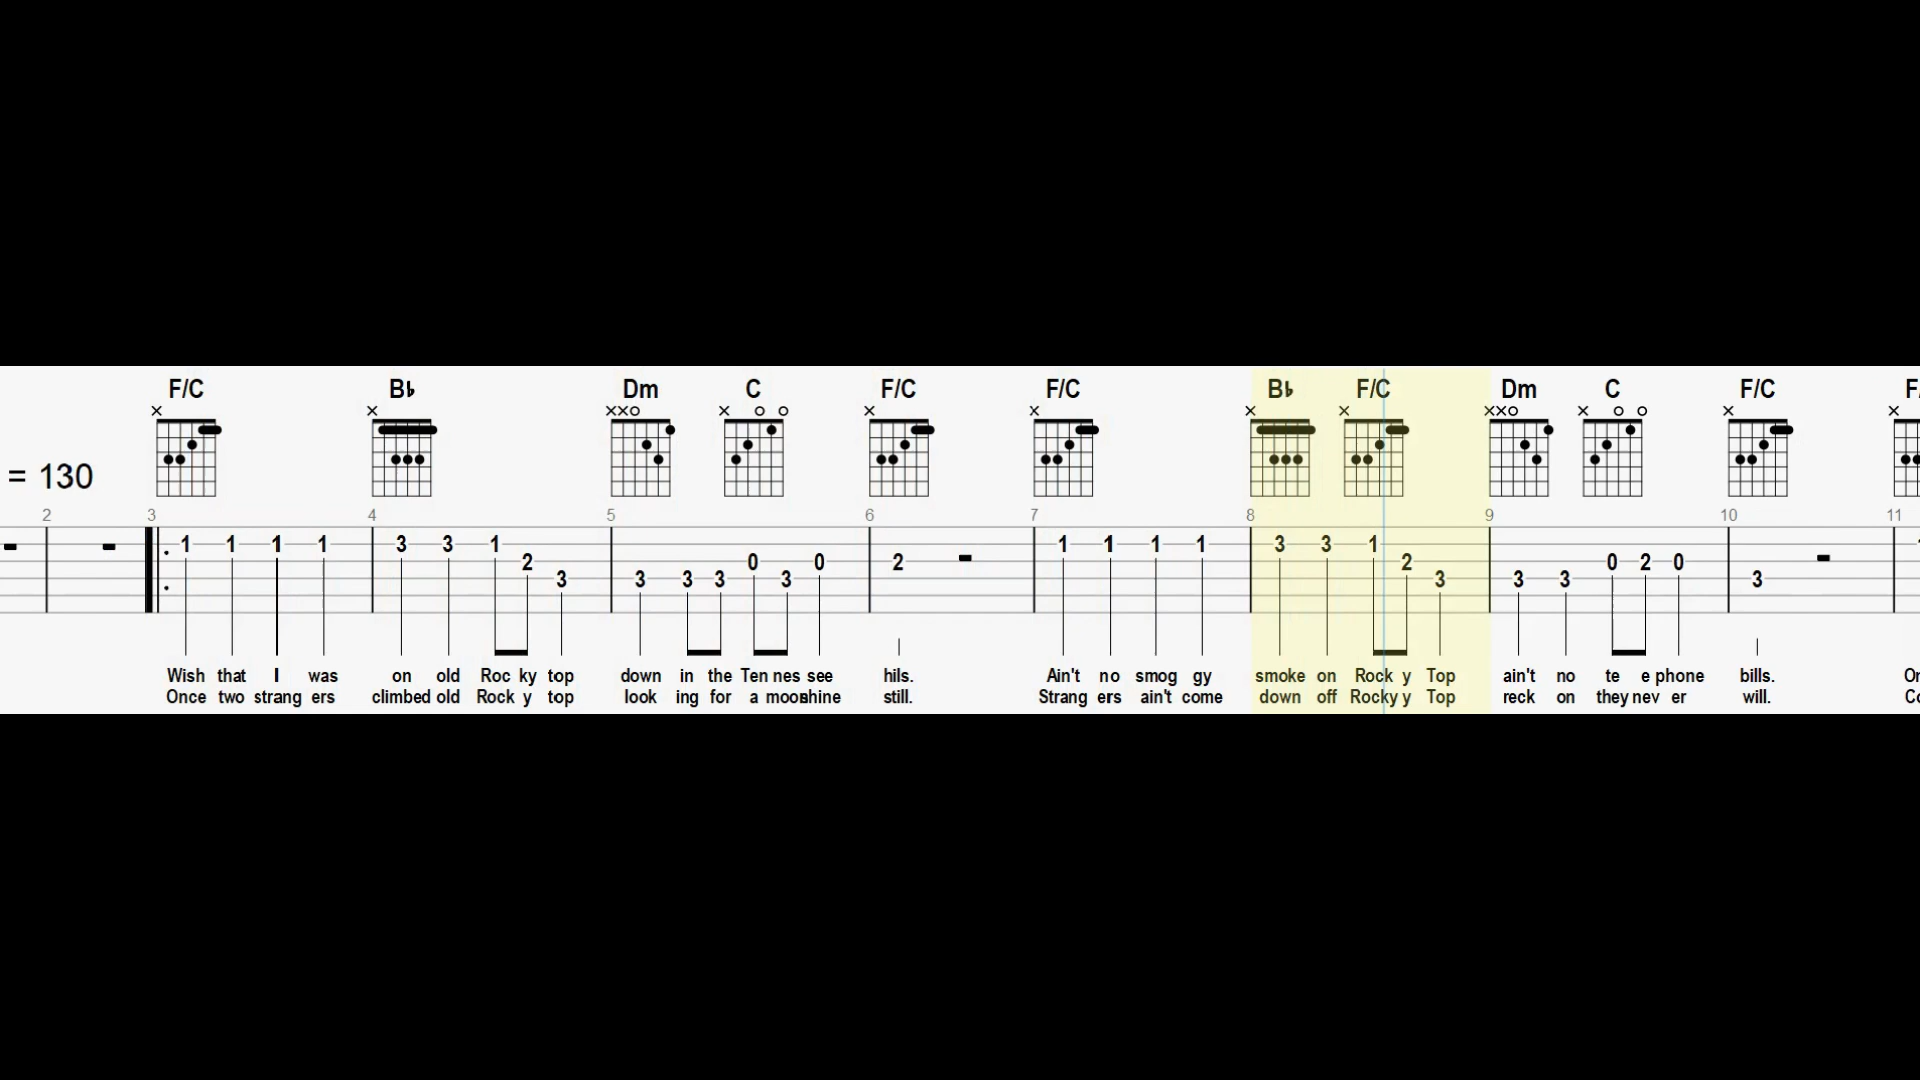 F/C B♭ Dm C F/C F/C B♭ F/C Dm C F/C F
= 130
2 3 4 5 6 7 8 9 10 11
1 1 1 1 3 3 1 2 3 3 3 3 0 3 0 2 1 1 1 1 3 3 1 2 3 3 3 0 2 0 3
Wish that I was on old Roc ky top down in the Ten nes see hils. Ain't no smog gy smoke on Rock y Top ain't no te e phone bills. On
Once two strang ers climbed old Rock y top look ing for a moonshine still. Strang ers ain't come down off Rocky y Top reck on they nev er will. Co